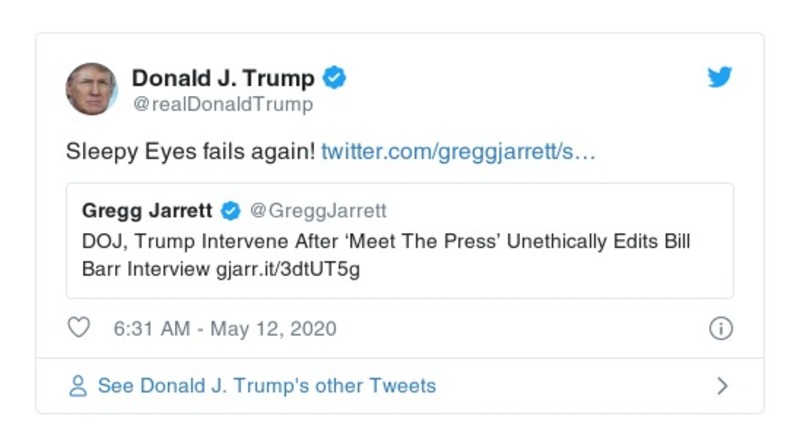 Donald J. Trump
@realDonaldTrump
Sleepy Eyes fails again! twitter.com/greggjarrett/s…
Gregg Jarrett @GreggJarrett
DOJ, Trump Intervene After ‘Meet The Press’ Unethically Edits Bill
Barr Interview gjarr.it/3dtUT5g
6:31 AM - May 12, 2020
See Donald J. Trump's other Tweets